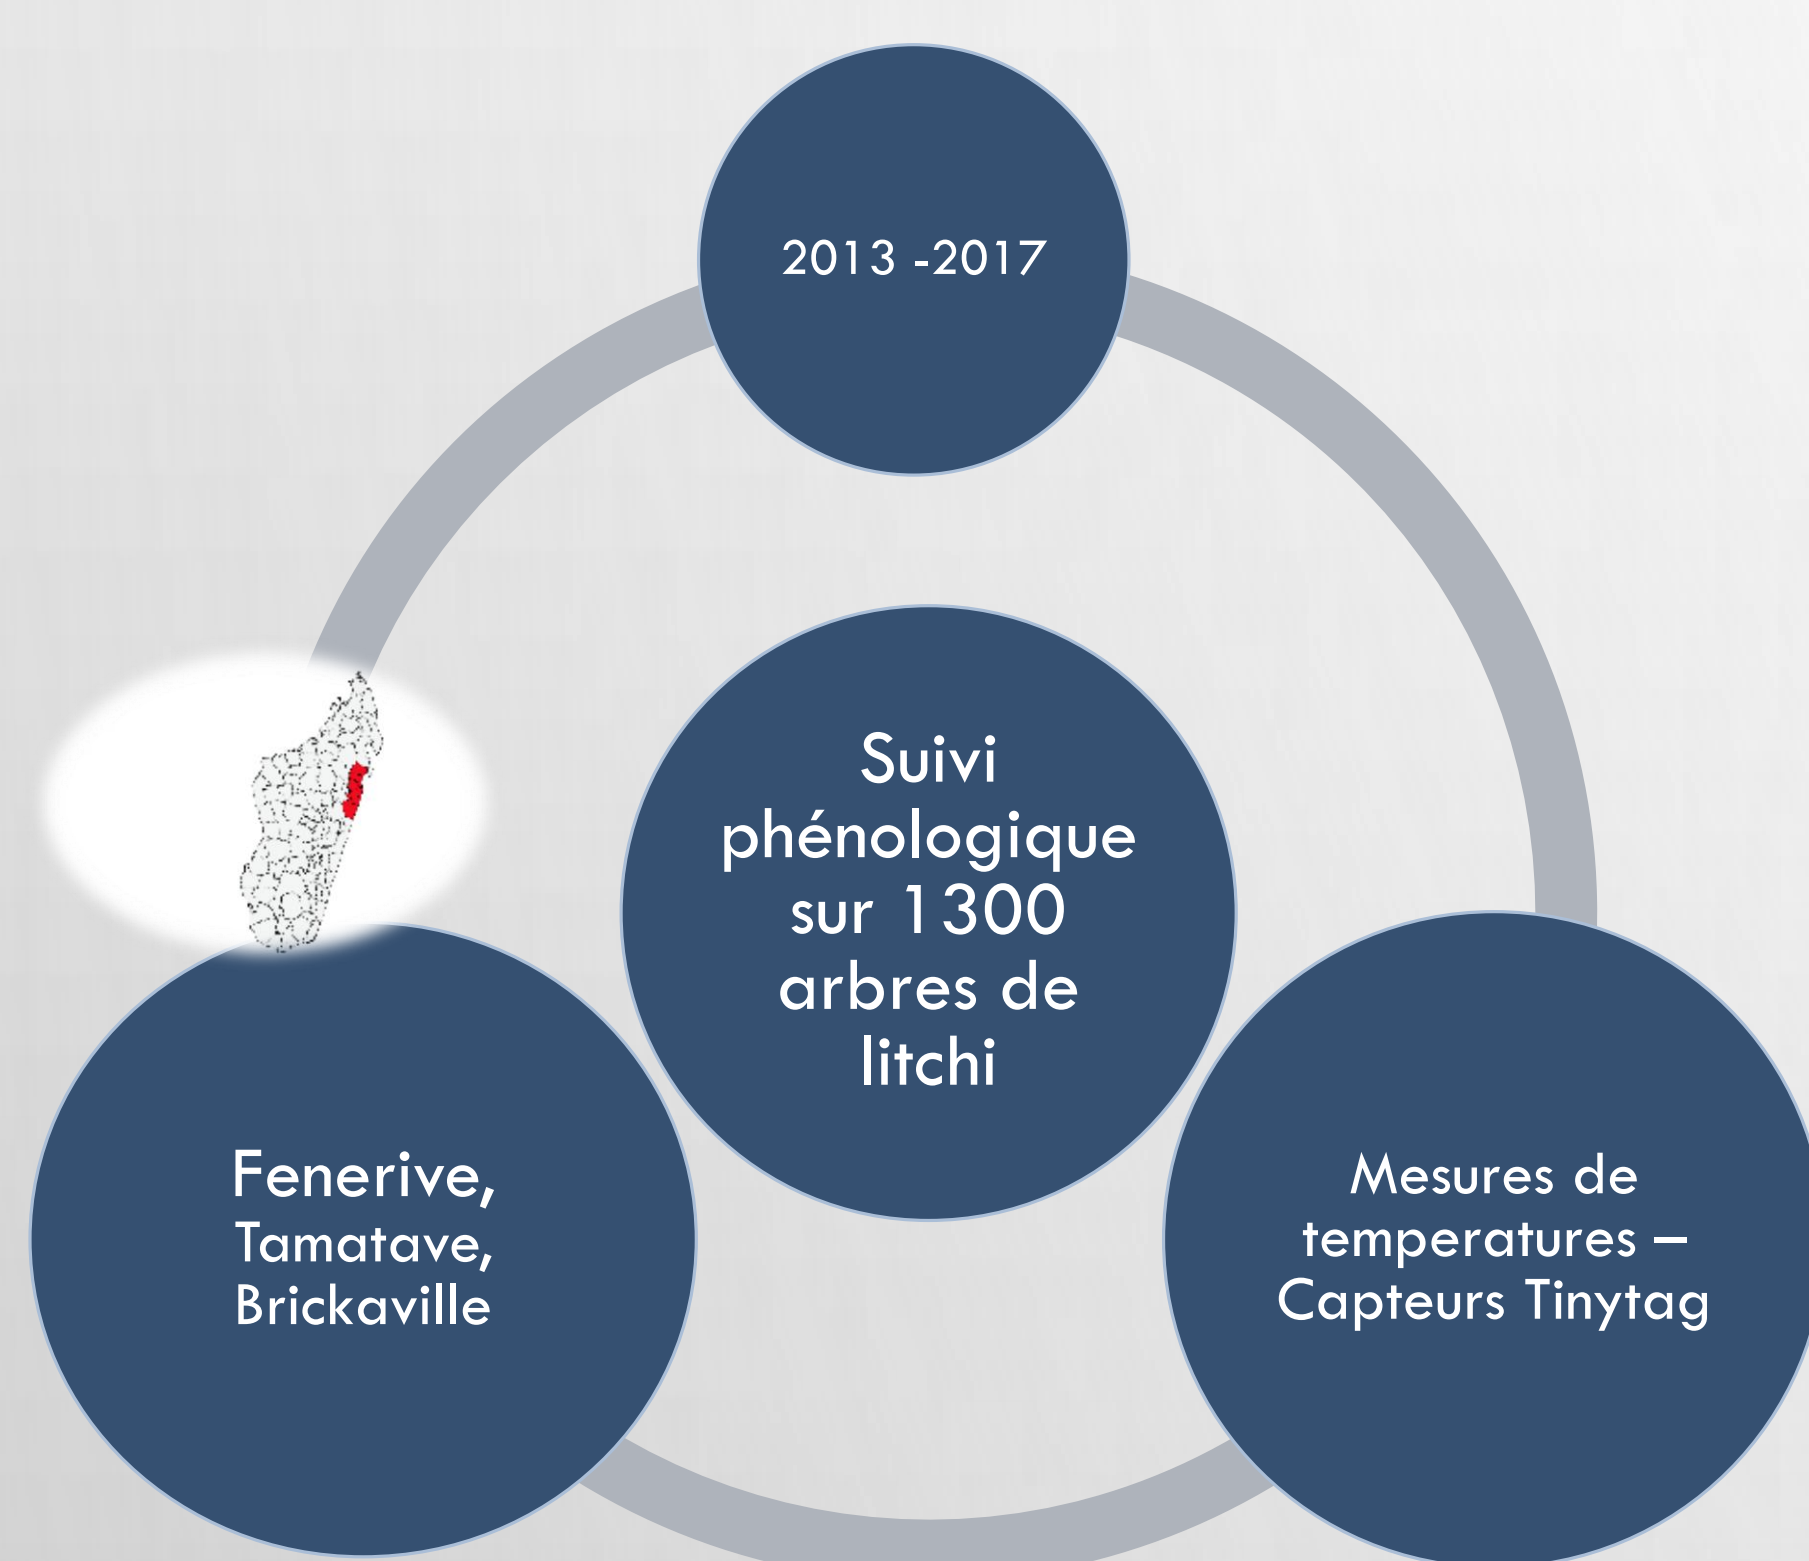 2013 -2017
Suivi
phénologique
sur 1300
arbres de
litchi
Fenerive,
Tamatave,
Brickaville
Mesures de
temperatures –
Capteurs Tinytag